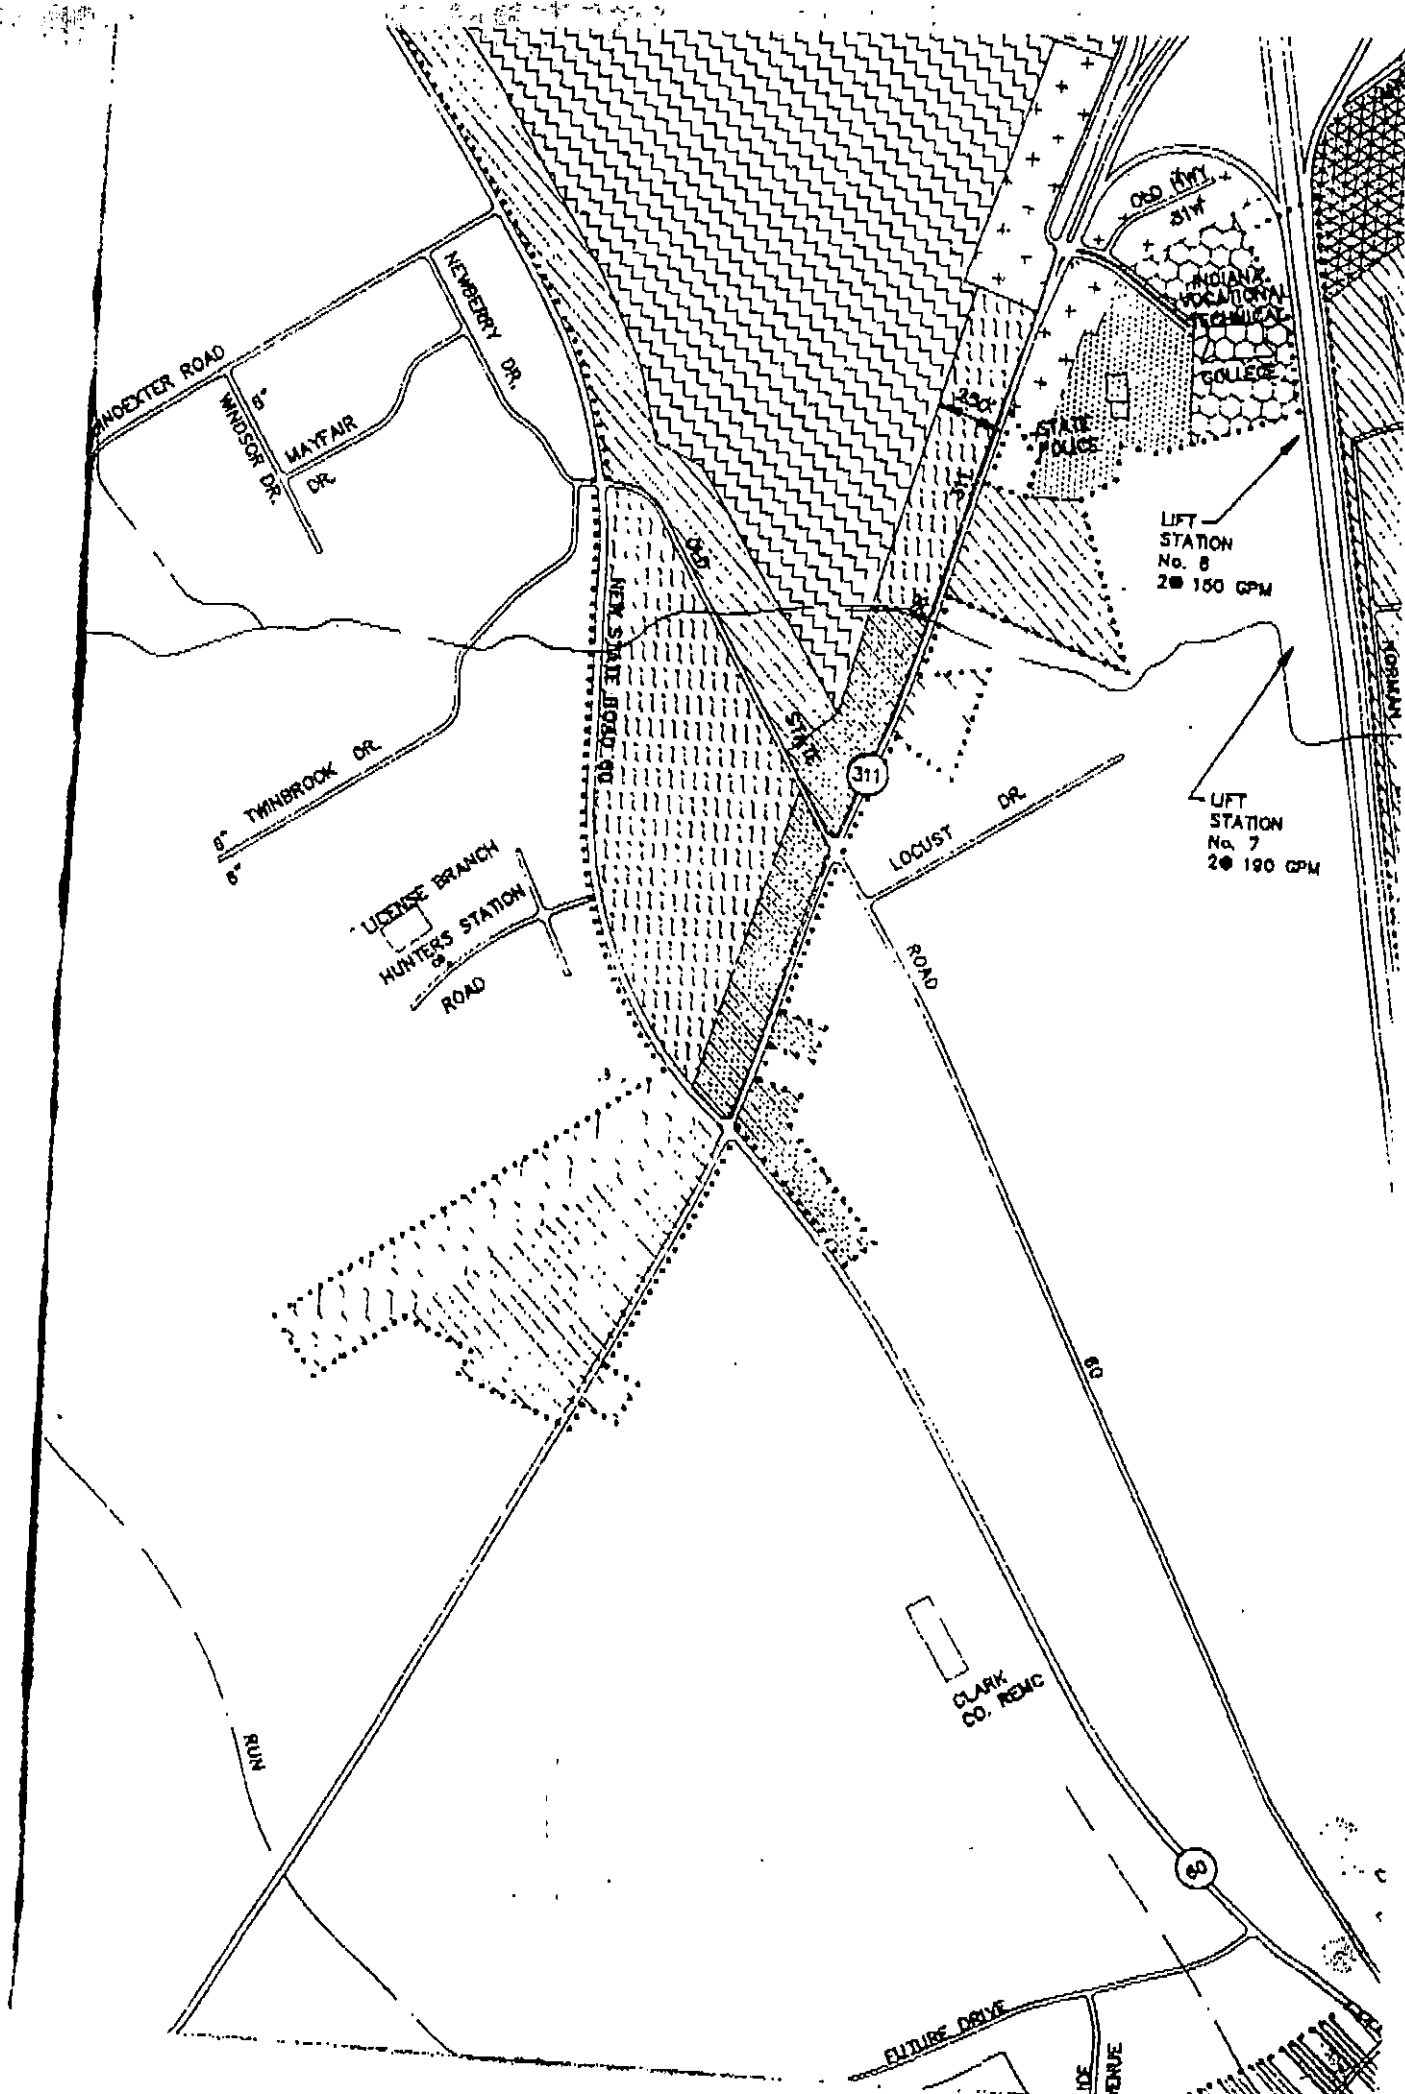 OLD HWY
31W
INDIANA
VOCATIONAL
TECHNICAL
COLLEGE
NEWBERRY DR.
ROAD
8"
WINDSOR DR.
MAYFAIR
DR.
250'
STATE
POLICE
311
LIFT
STATION
No. 8
2@ 150 GPM
OLD
NEW STATE ROAD 60
NORMAN
STATE
311
TWINBROOK DR.
8"
8"
LIFT
STATION
No. 7
2@ 190 GPM
LOCUST DR.
LICENSE BRANCH
HUNTERS STATION
ROAD
ROAD
60
CLARK
CO. REMC
RUN
60
FUTURE DRIVE